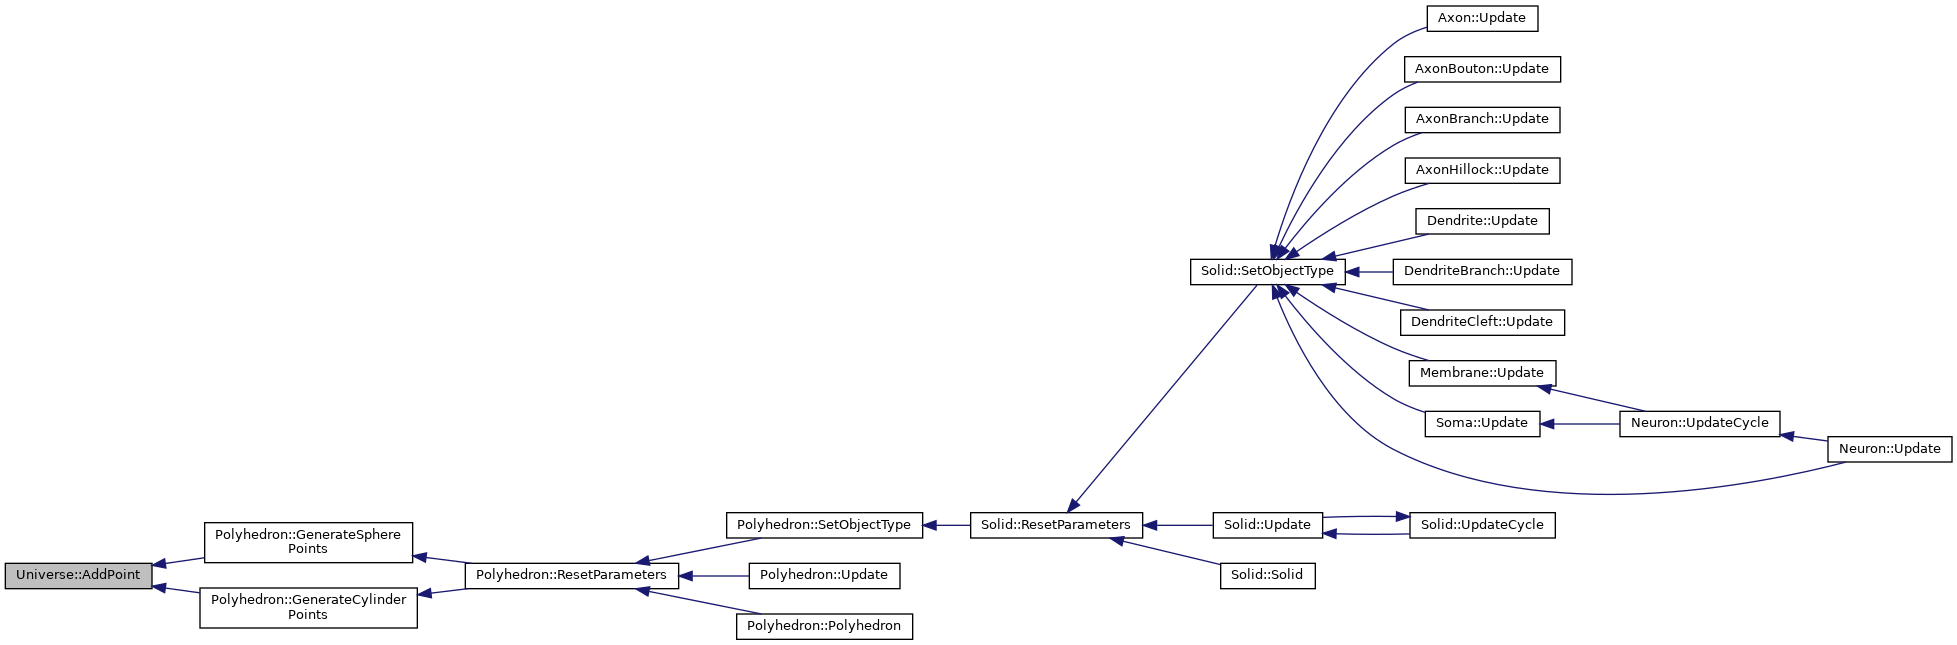 Axon::Update
AxonBouton::Update
AxonBranch::Update
AxonHillock::Update
Dendrite::Update
Solid::SetObjectType
DendriteBranch::Update
DendriteCleft::Update
Membrane::Update
Soma::Update
Neuron::UpdateCycle
Neuron::Update
Polyhedron::SetObjectType
Solid::ResetParameters
Solid::Update
Solid::UpdateCycle
Polyhedron::GenerateSphere
Points
Universe::AddPoint
Polyhedron::ResetParameters
Polyhedron::Update
Solid::Solid
Polyhedron::GenerateCylinder
Points
Polyhedron::Polyhedron